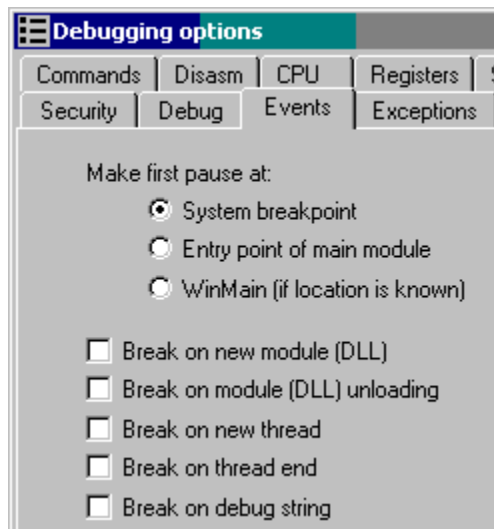 Debugging options
Commands Disasm CPU Registers
Security Debug Events Exceptions
Make first pause at:
System breakpoint
Entry point of main module
WinMain (if location is known)
Break on new module (DLL)
Break on module (DLL) unloading
Break on new thread
Break on thread end
Break on debug string